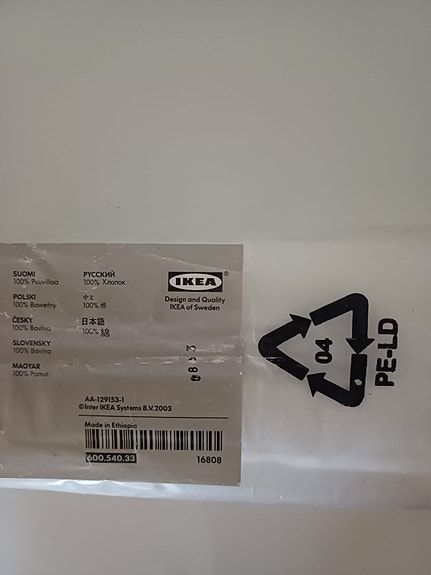 SUOMI
100% Puuvillaa
POLSKI
100% Bawełny
ČESKY
100% Bavlna
SLOVENSKY
100% Bavlna
MAGYAR
100% Pamut
РУССКИЙ
100% Хлопок
中文
100% 棉
日本語
100% 綿
IKEA®
Design and Quality
IKEA of Sweden
AA-129153-1
©Inter IKEA Systems B.V.2003
Made in Ethiopia
600.540.33
16808
04
PE-LD